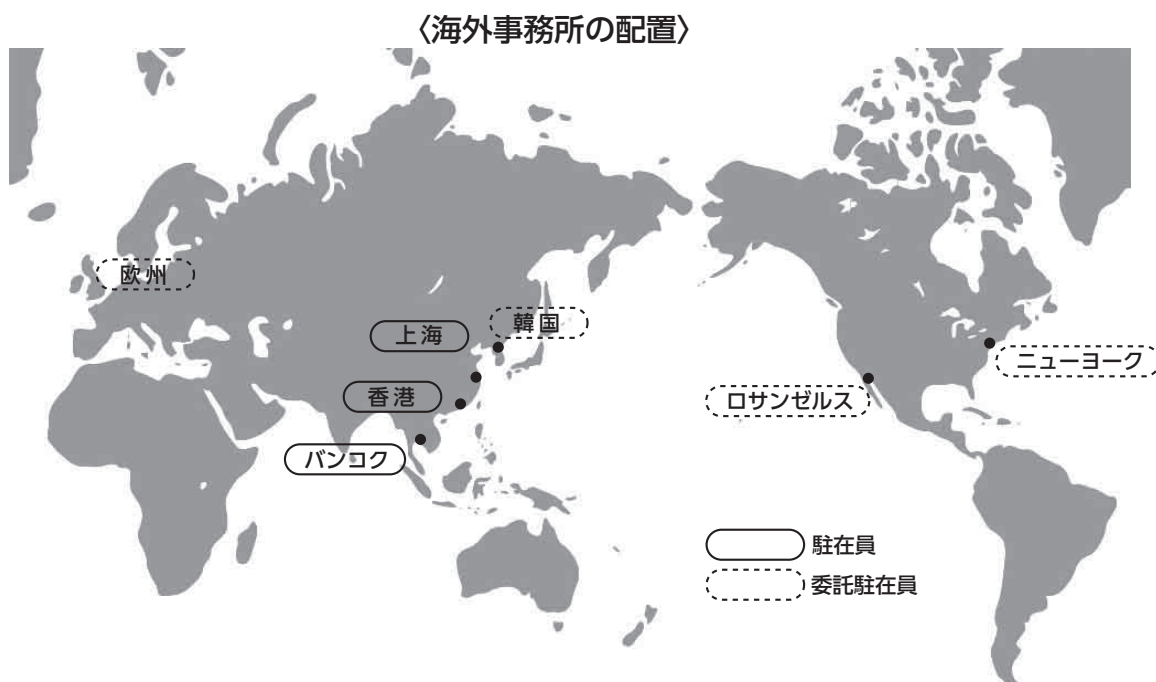 〈海外事務所の配置〉
欧州
韓国
上海
ニューヨーク
香港
ロサンゼルス
バンコク
駐在員
委託駐在員